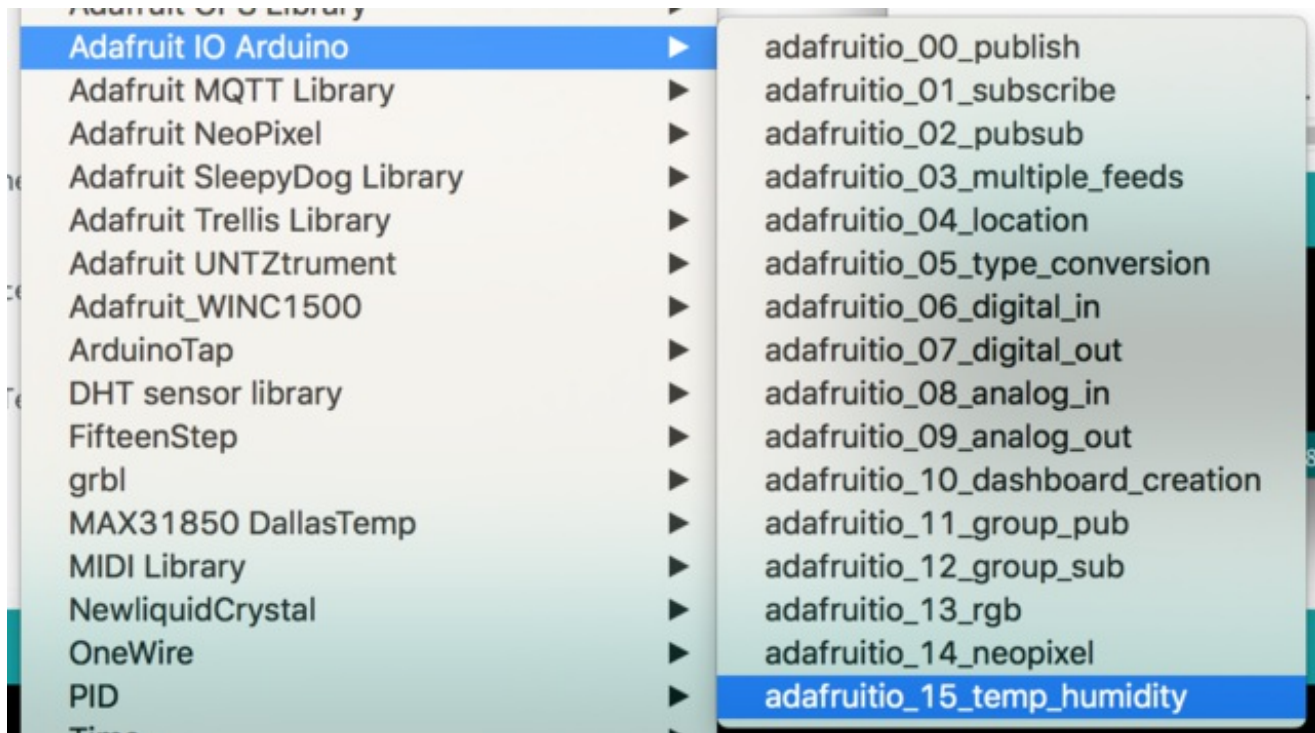 Adafruit IO Arduino
Adafruit MQTT Library
Adafruit NeoPixel
Adafruit SleepyDog Library
Adafruit Trellis Library
Adafruit UNTZtrument
Adafruit_WINC1500
ArduinoTap
DHT sensor library
FifteenStep
grbl
MAX31850 DallasTemp
MIDI Library
NewliquidCrystal
OneWire
PID
adafruitio_00_publish
adafruitio_01_subscribe
adafruitio_02_pubsub
adafruitio_03_multiple_feeds
adafruitio_04_location
adafruitio_05_type_conversion
adafruitio_06_digital_in
adafruitio_07_digital_out
adafruitio_08_analog_in
adafruitio_09_analog_out
adafruitio_10_dashboard_creation
adafruitio_11_group_pub
adafruitio_12_group_sub
adafruitio_13_rgb
adafruitio_14_neopixel
adafruitio_15_temp_humidity